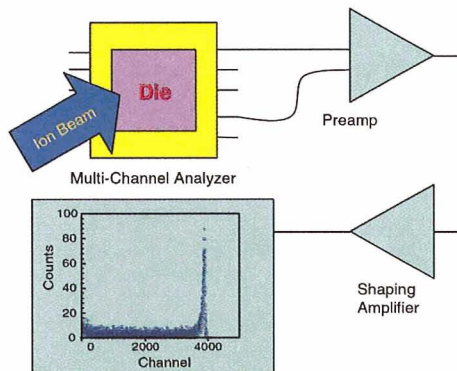 Die
Ion Beam
Preamp
Multi-Channel Analyzer
100
80
60
40
20
0
Counts
0
2000
4000
Channel
Shaping
Amplifier